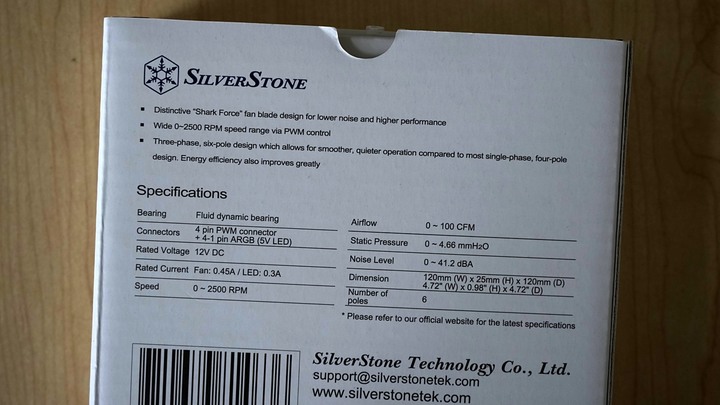 SILVERSTONE
Distinctive "Shark Force" fan blade design for lower noise and higher performance
Wide 0~2500 RPM speed range via PWM control
Three-phase, six-pole design which allows for smoother, quieter operation compared to most single-phase, four-pole
design. Energy efficiency also improves greatly
Specifications
Bearing Fluid dynamic bearing
Connectors 4 pin PWM connector
+ 4-1 pin ARGB (5V LED)
Rated Voltage 12V DC
Rated Current Fan: 0.45A / LED: 0.3A
Speed 0 ~ 2500 RPM
Airflow 0 ~ 100 CFM
Static Pressure 0 ~ 4.66 mmH2O
Noise Level 0 ~ 41.2 dBA
Dimension 120mm (W) x 25mm (H) x 120mm (D)
4.72" (W) x 0.98" (H) x 4.72" (D)
Number of
poles 6
* Please refer to our official website for the latest specifications
SilverStone Technology Co., Ltd.
support@silverstonetek.com
www.silverstonetek.com